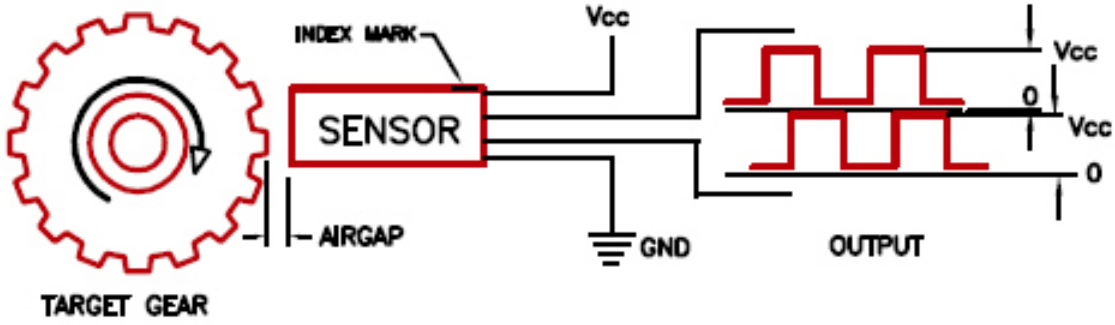 Vcc
INDEX MARK
SENSOR
Vcc
0
Vcc
0
AIRGAP
GND
OUTPUT
TARGET GEAR